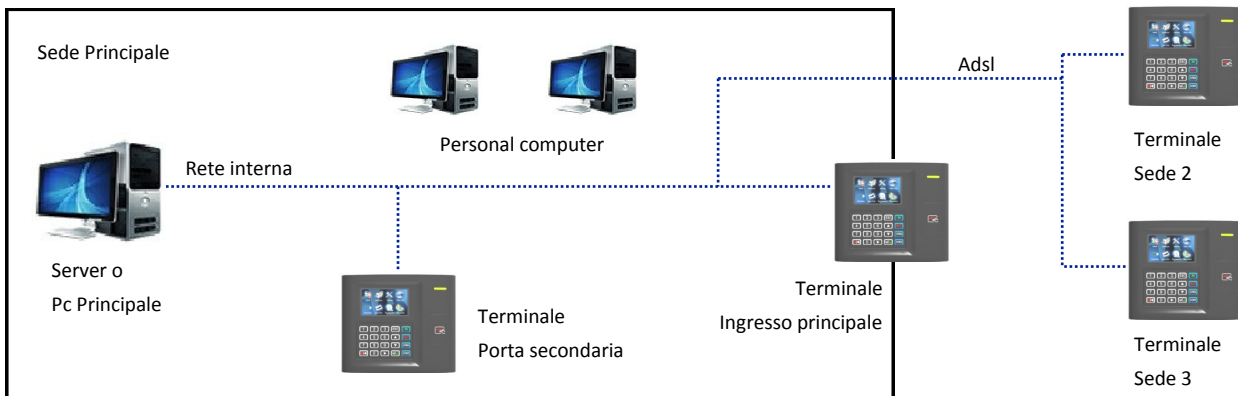 Sede Principale
Adsl
Personal computer
Terminale
Sede 2
Rete interna
Server o
Pc Principale
Terminale
Porta secondaria
Terminale
Ingresso principale
Terminale
Sede 3